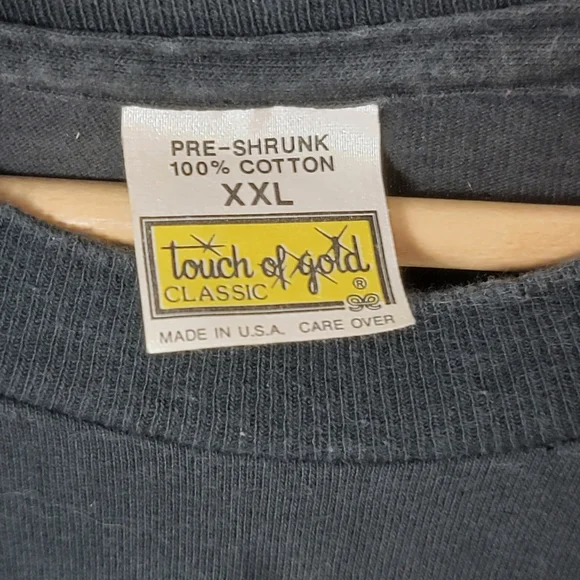 PRE-SHRUNK
100% COTTON
XXL
touch of gold
CLASSIC ®
MADE IN U.S.A. CARE OVER